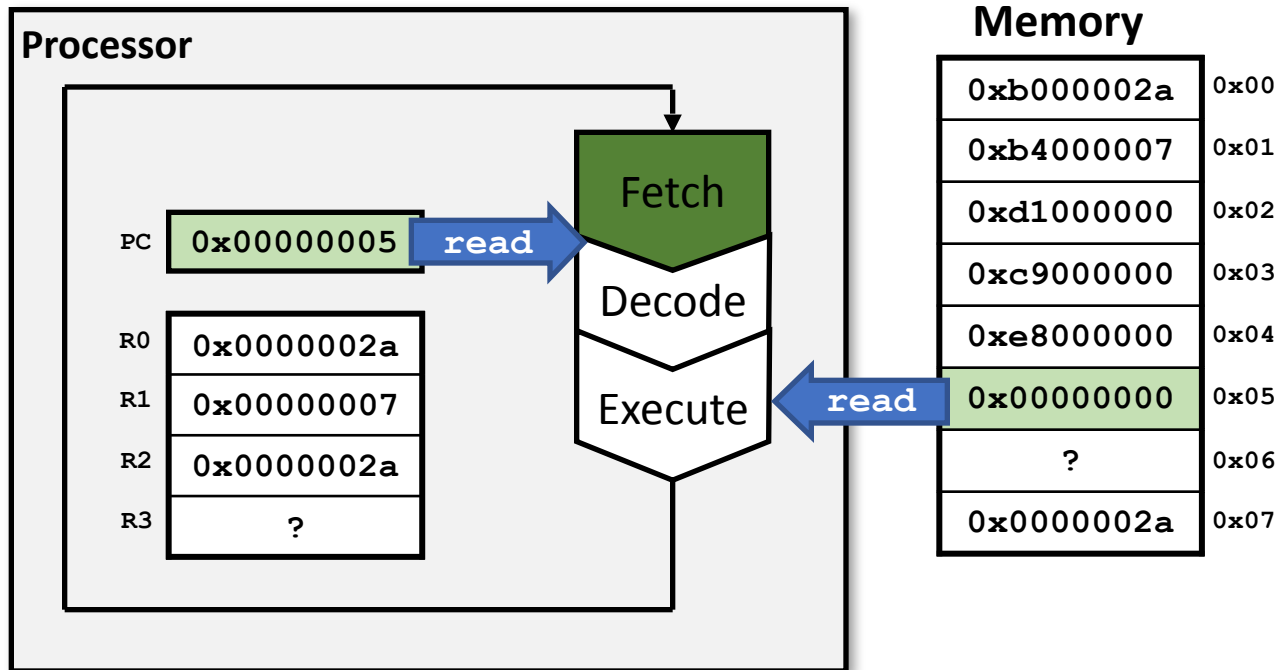 Processor
Memory
Fetch
Decode
Execute
PC 0x00000005 read
R0 0x0000002a
R1 0x00000007
R2 0x0000002a
R3 ?
read
0xb000002a 0x00
0xb4000007 0x01
0xd1000000 0x02
0xc9000000 0x03
0xe8000000 0x04
0x00000000 0x05
? 0x06
0x0000002a 0x07